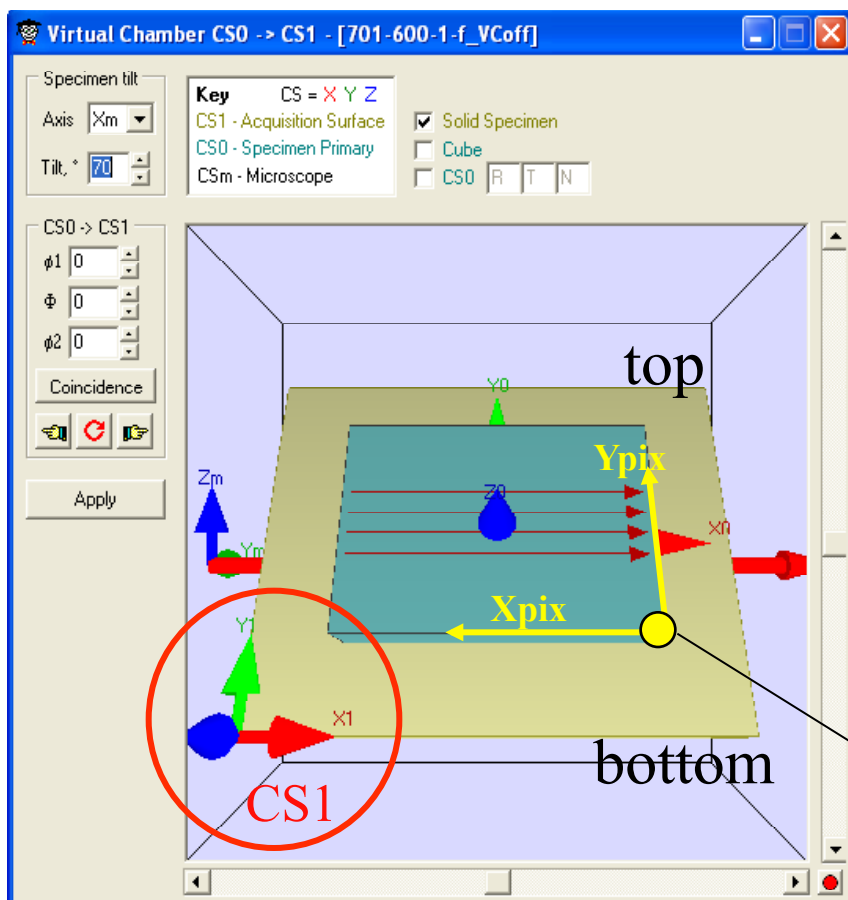 Virtual Chamber CS0 -> CS1 - [701-600-1-f_VCoff]
Specimen tilt
Axis Xm
Tilt, ° 70
Key CS = X Y Z
CS1 - Acquisition Surface
CS0 - Specimen Primary
CSm - Microscope
Solid Specimen
Cube
CS0 R T N
CS0 -> CS1
φ1 0
Φ 0
φ2 0
Coincidence
Apply
top
Y0
Ypix
Zm
Z0
X0
Ym
Xpix
Y1
X1
bottom
CS1